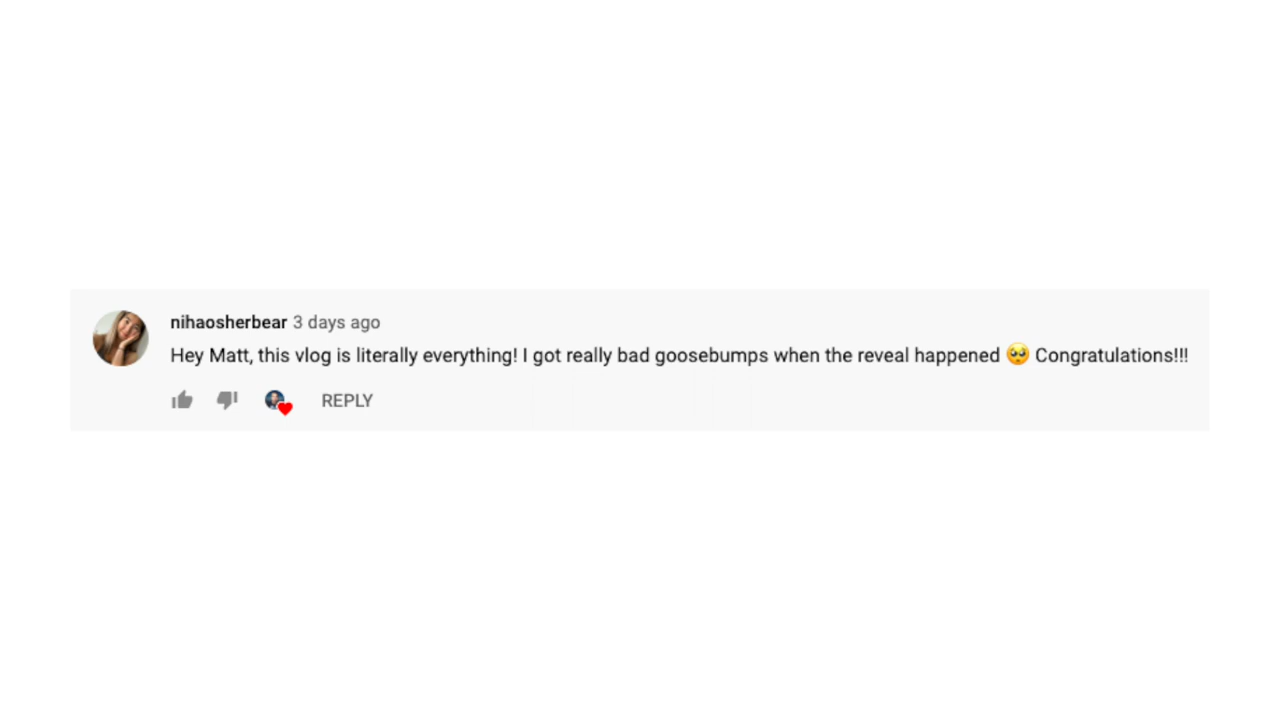 nihaosherbear 3 days ago
Hey Matt, this vlog is literally everything! I got really bad goosebumps when the reveal happened 🥺 Congratulations!!!
REPLY